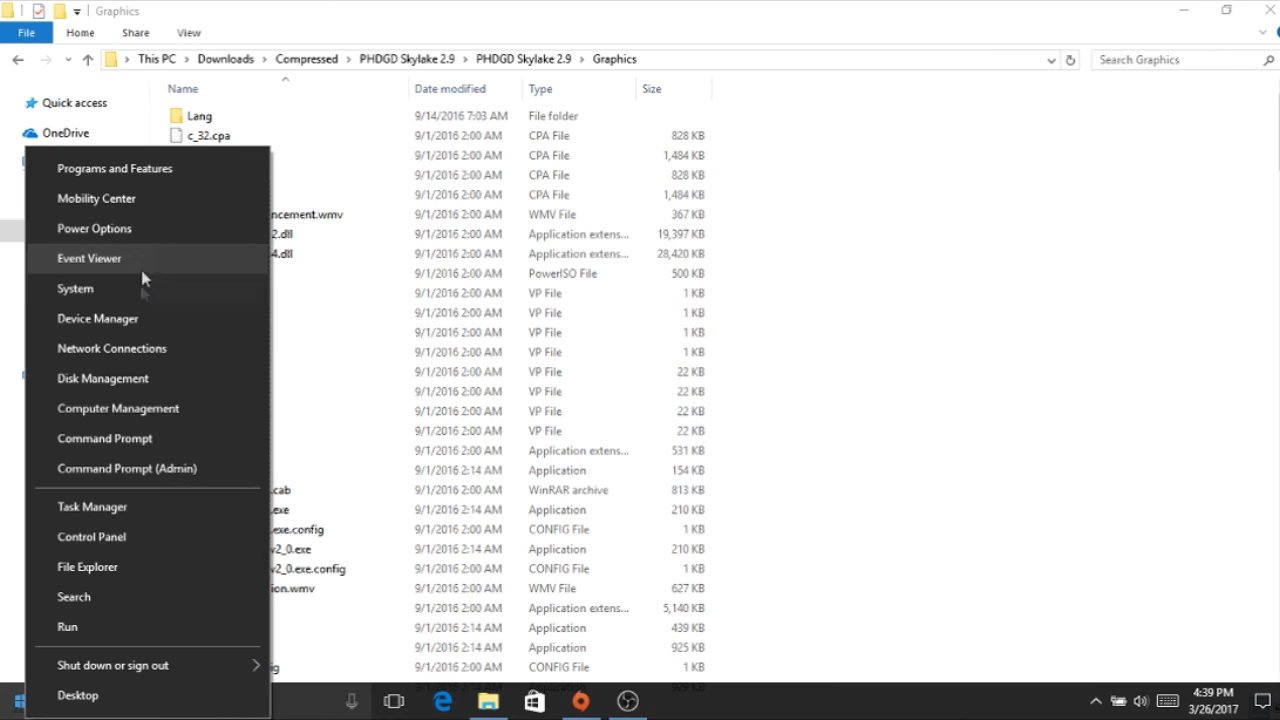 Graphics
File Home Share View
This PC Downloads Compressed PHDGD Skylake 2.9 PHDGD Skylake 2.9 Graphics Search Graphics
Quick access
OneDrive
Name Date modified Type Size
Lang 9/14/2016 7:03 AM File folder
c_32.cpa 9/1/2016 2:00 AM CPA File 828 KB
9/1/2016 2:00 AM CPA File 1,484 KB
9/1/2016 2:00 AM CPA File 828 KB
9/1/2016 2:00 AM CPA File 1,484 KB
ncement.wmv 9/1/2016 2:00 AM WMV File 367 KB
2.dll 9/1/2016 2:00 AM Application extens... 19,397 KB
4.dll 9/1/2016 2:00 AM Application extens... 28,420 KB
9/1/2016 2:00 AM PowerISO File 500 KB
9/1/2016 2:00 AM VP File 1 KB
9/1/2016 2:00 AM VP File 1 KB
9/1/2016 2:00 AM VP File 1 KB
9/1/2016 2:00 AM VP File 1 KB
9/1/2016 2:00 AM VP File 22 KB
9/1/2016 2:00 AM VP File 22 KB
9/1/2016 2:00 AM VP File 22 KB
9/1/2016 2:00 AM VP File 22 KB
9/1/2016 2:00 AM Application extens... 531 KB
9/1/2016 2:14 AM Application 154 KB
.cab 9/1/2016 2:00 AM WinRAR archive 813 KB
.exe 9/1/2016 2:14 AM Application 210 KB
.exe.config 9/1/2016 2:00 AM CONFIG File 1 KB
v2_0.exe 9/1/2016 2:14 AM Application 210 KB
v2_0.exe.config 9/1/2016 2:00 AM CONFIG File 1 KB
ion.wmv 9/1/2016 2:00 AM WMV File 627 KB
9/1/2016 2:00 AM Application extens... 5,140 KB
9/1/2016 2:14 AM Application 439 KB
9/1/2016 2:14 AM Application 925 KB
ig 9/1/2016 2:00 AM CONFIG File 1 KB
Programs and Features
Mobility Center
Power Options
Event Viewer
System
Device Manager
Network Connections
Disk Management
Computer Management
Command Prompt
Command Prompt (Admin)
Task Manager
Control Panel
File Explorer
Search
Run
Shut down or sign out
Desktop
4:39 PM
3/26/2017